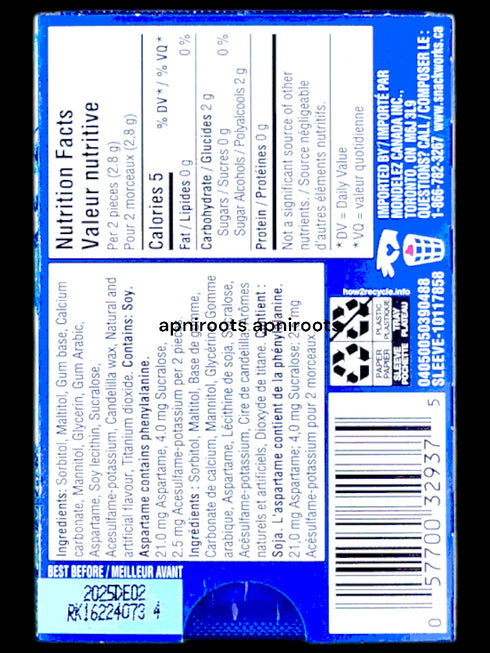 Nutrition Facts
Valeur nutritive
Per 2 pieces (2.8 g)
Pour 2 morceaux (2,8 g)
Calories 5
% DV* / % VQ*
Fat / Lipides 0 g
0 %
Carbohydrate / Glucides 2 g
Sugars / Sucres 0 g
0 %
Sugar Alcohols / Polyalcools 2 g
Protein / Protéines 0 g
Not a significant source of other
nutrients. / Source négligeable
d'autres éléments nutritifs.
* DV = Daily Value
* VQ = valeur quotidienne
IMPORTED BY / IMPORTÉ PAR
MONDELEZ CANADA INC.,
TORONTO, ON M6A 3L9
QUESTIONS? CALL / COMPOSER LE :
1-866-782-3267 www.snackworks.ca
Ingredients: Sorbitol, Maltitol, Gum base, Calcium
carbonate, Mannitol, Glycerin, Gum Arabic,
Aspartame, Soy lecithin, Sucralose,
Acesulfame-potassium, Candelilla wax, Natural and
artificial flavour, Titanium dioxide. Contains: Soy.
Aspartame contains phenylalanine.
21.0 mg Aspartame, 4.0 mg Sucralose,
2.5 mg Acesulfame-potassium per 2 piece
Ingrédients : Sorbitol, Maltitol, Base de gomme,
Carbonate de calcium, Mannitol, Glycérine, Gomme
arabique, Aspartame, Lécithine de soja, Sucralose,
Acésulfame-potassium, Cire de candelilla, Arômes
naturels et artificiels, Dioxyde de titane. Contient :
Soja. L'aspartame contient de la phénylalanine.
21,0 mg Aspartame, 4,0 mg Sucralose, mg
Acésulfame-potassium pour 2 morceaux
apniroots apniroots
how2recycle.info
PAPER
PAPIER
PLASTIC
PLASTIQUE
SLEEVE
POCHETTE
04050050390488
SLEEVE-10117858
0 57700 32937 5
BEST BEFORE / MEILLEUR AVANT
2025DE02
RK16224073 4